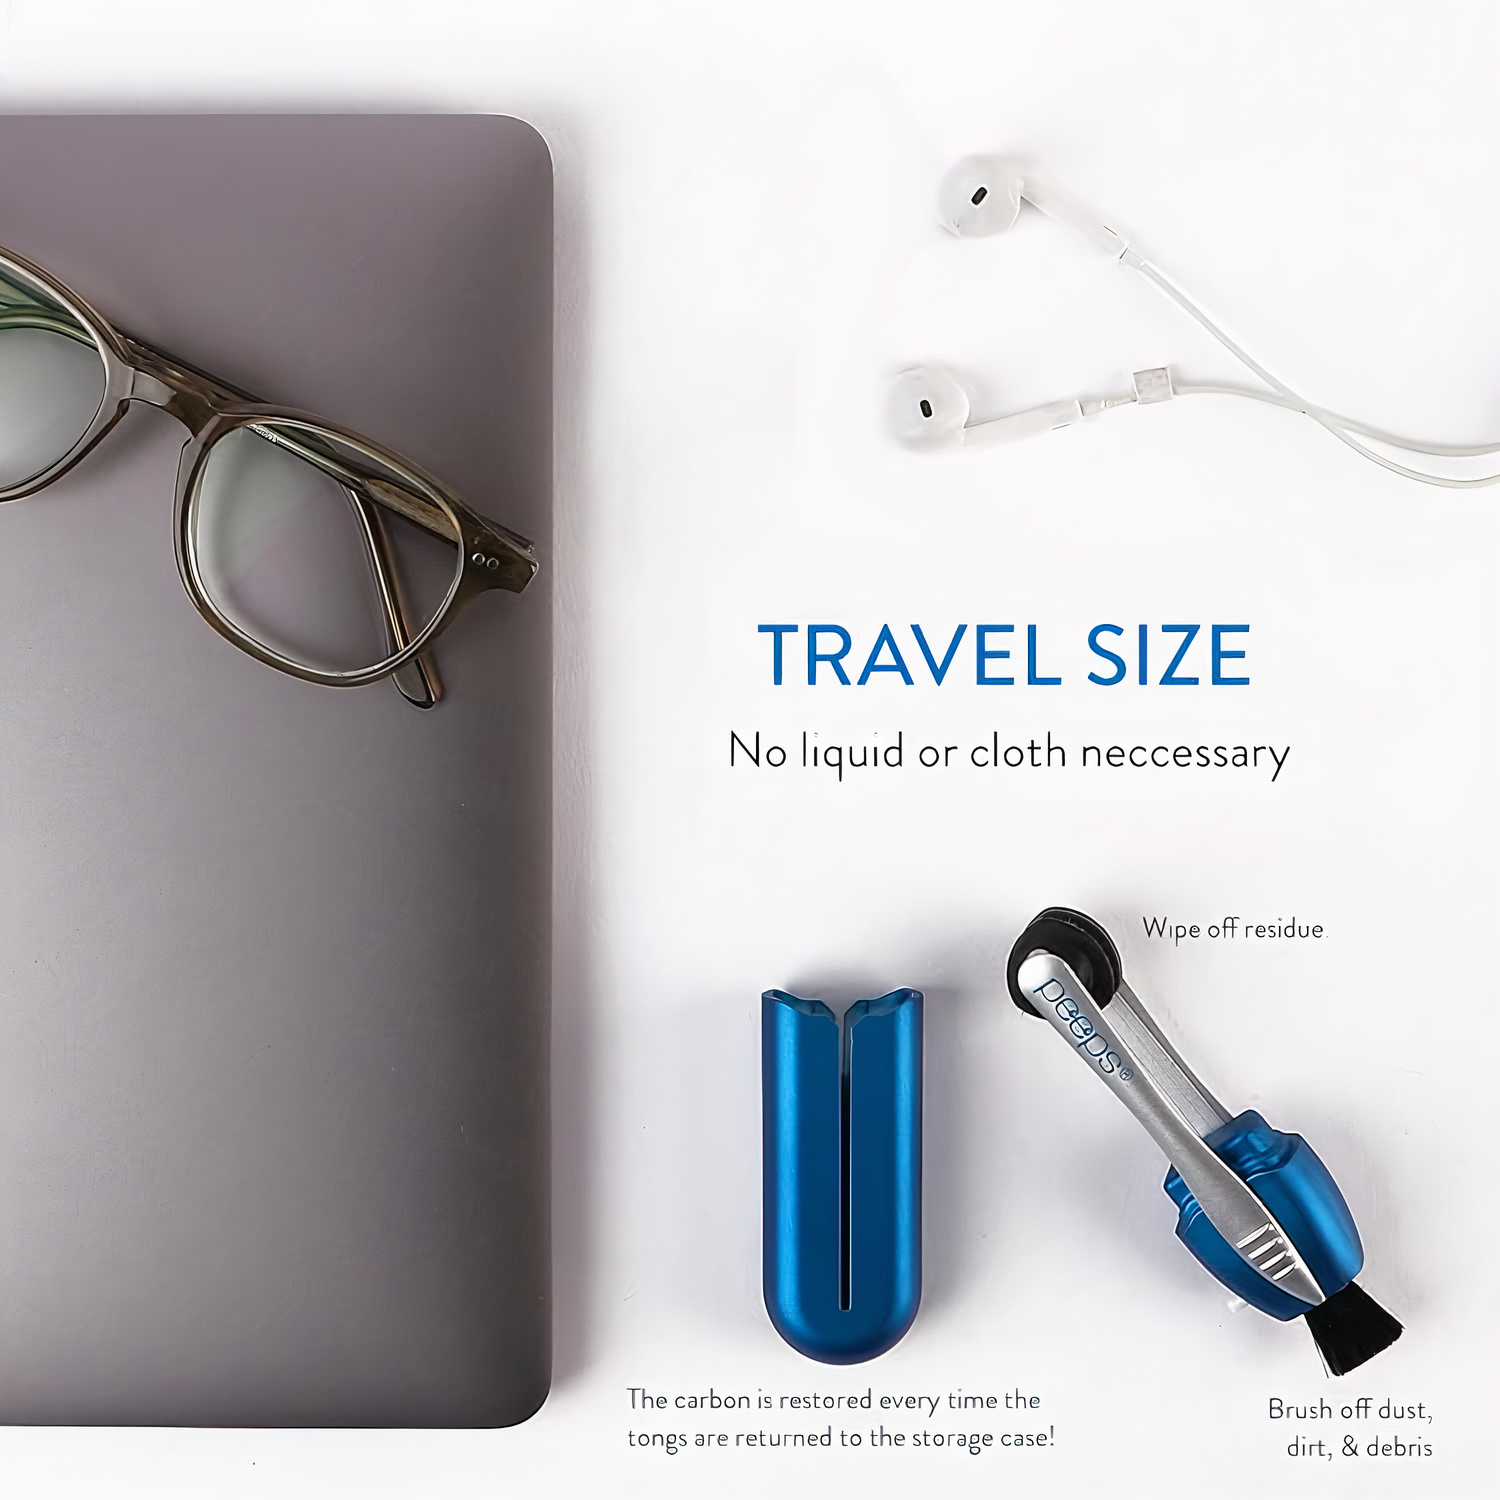 TRAVEL SIZE
No liquid or cloth neccessary
Wipe off residue.
peeps®
The carbon is restored every time the
tongs are returned to the storage case!
Brush off dust,
dirt, & debris